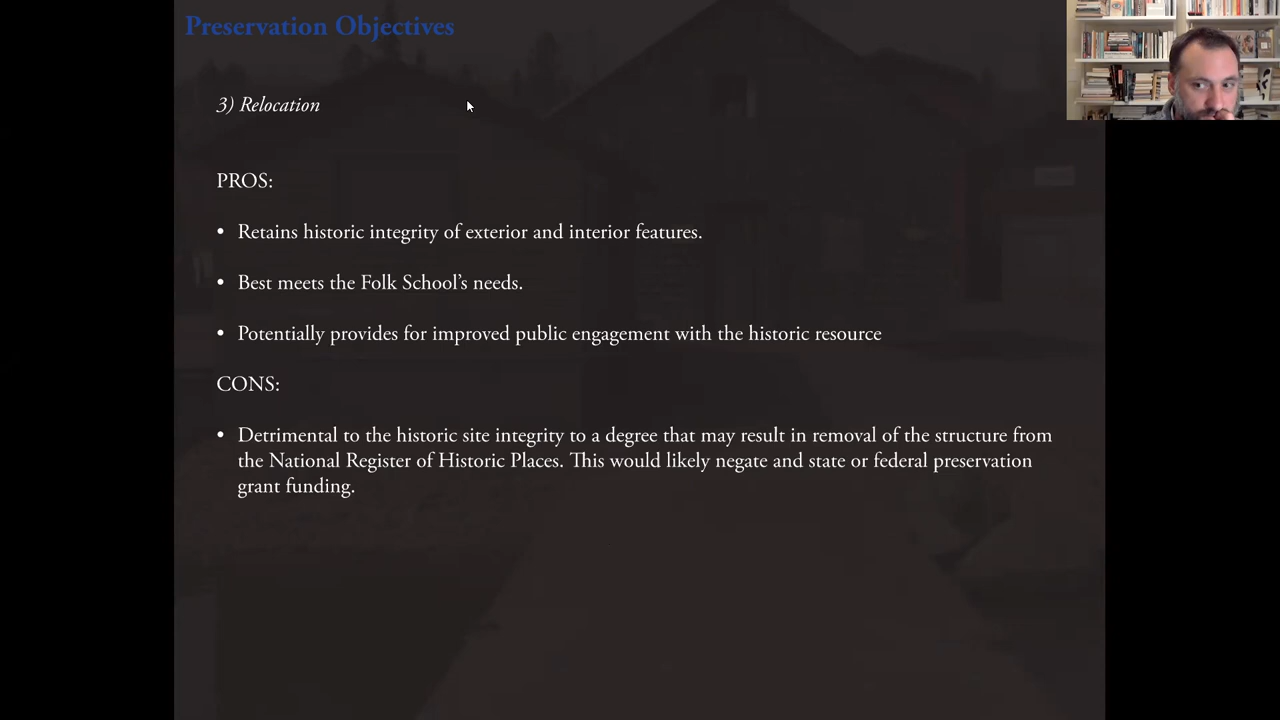 Preservation Objectives
3) Relocation
PROS:
• Retains historic integrity of exterior and interior features.
• Best meets the Folk School’s needs.
• Potentially provides for improved public engagement with the historic resource
CONS:
• Detrimental to the historic site integrity to a degree that may result in removal of the structure from
the National Register of Historic Places. This would likely negate and state or federal preservation
grant funding.